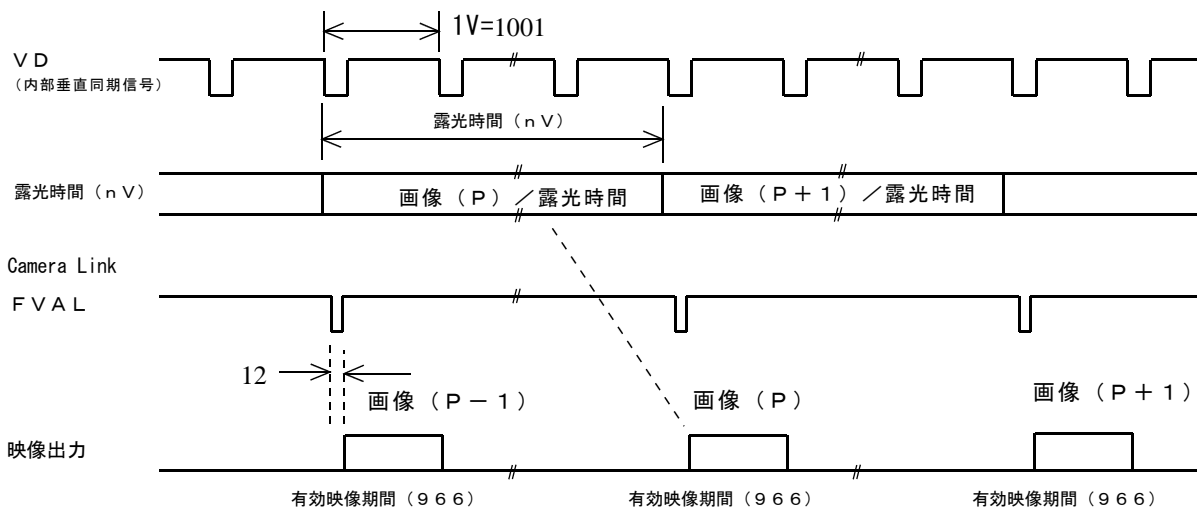 1V=1001
ＶＤ
（内部垂直同期信号）
露光時間（ｎＶ）
露光時間（ｎＶ）
画像（Ｐ）／露光時間
画像（Ｐ＋１）／露光時間
Camera Link
ＦＶＡＬ
12
画像（Ｐ－１）
画像（Ｐ）
画像（Ｐ＋１）
映像出力
有効映像期間（９６６）
有効映像期間（９６６）
有効映像期間（９６６）